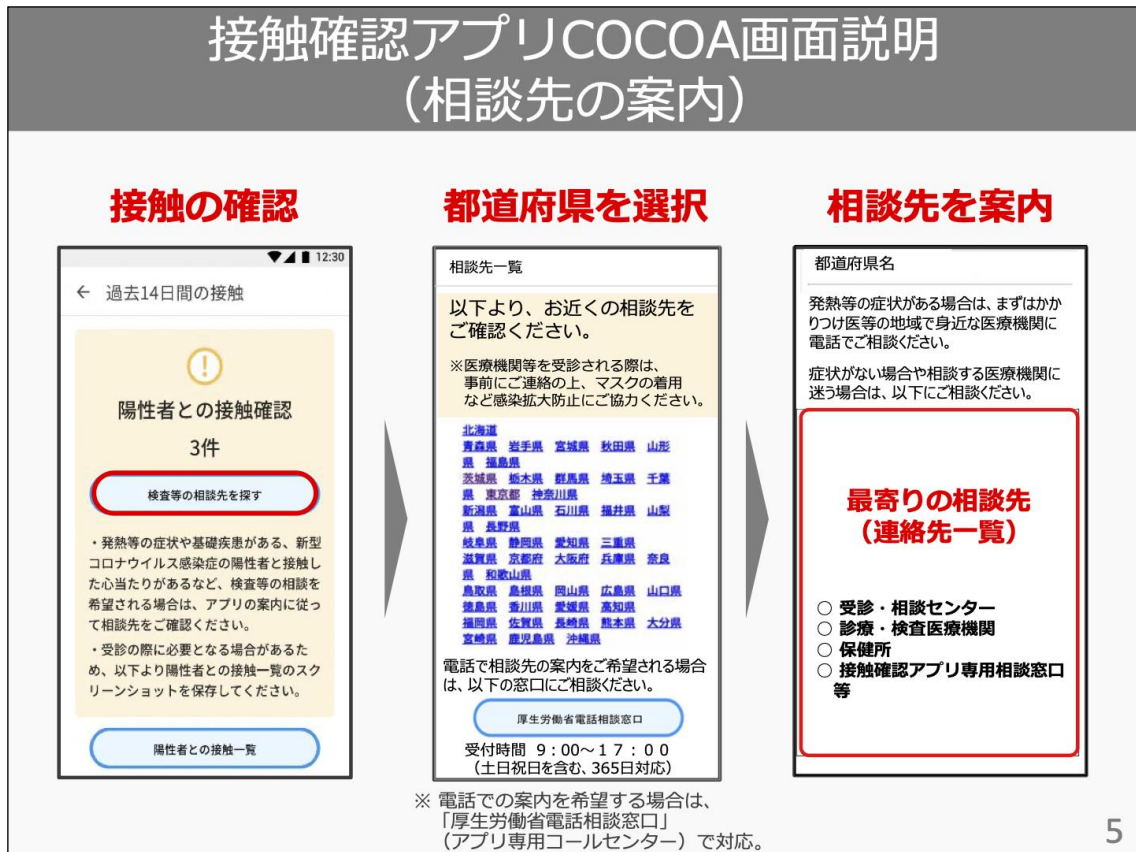 接触確認アプリCOCOA画面説明
（相談先の案内）
接触の確認
12:30
← 過去14日間の接触
陽性者との接触確認
3件
検査等の相談先を探す
・発熱等の症状や基礎疾患がある、新型
コロナウイルス感染症の陽性者と接触し
た心当たりがあるなど、検査等の相談を
希望される場合は、アプリの案内に従っ
て相談先をご確認ください。
・受診の際に必要となる場合があるた
め、以下より陽性者との接触一覧のスク
リーンショットを保存してください。
陽性者との接触一覧
都道府県を選択
相談先一覧
以下より、お近くの相談先を
ご確認ください。
※医療機関等を受診される際は、
事前にご連絡の上、マスクの着用
など感染拡大防止にご協力ください。
北海道
青森県 岩手県 宮城県 秋田県 山形
県 福島県
茨城県 栃木県 群馬県 埼玉県 千葉
県 東京都 神奈川県
新潟県 富山県 石川県 福井県 山梨
県 長野県
岐阜県 静岡県 愛知県 三重県
滋賀県 京都府 大阪府 兵庫県 奈良
県 和歌山県
鳥取県 島根県 岡山県 広島県 山口県
徳島県 香川県 愛媛県 高知県
福岡県 佐賀県 長崎県 熊本県 大分県
宮崎県 鹿児島県 沖縄県
電話で相談先の案内をご希望される場合
は、以下の窓口にご相談ください。
厚生労働省電話相談窓口
受付時間 9:00～17：00
（土日祝日を含む、365日対応）
※ 電話での案内を希望する場合は、
「厚生労働省電話相談窓口」
（アプリ専用コールセンター）で対応。
相談先を案内
都道府県名
発熱等の症状がある場合は、まずはかか
りつけ医等の地域で身近な医療機関に
電話でご相談ください。
症状がない場合や相談する医療機関に
迷う場合は、以下にご相談ください。
最寄りの相談先
（連絡先一覧）
○ 受診・相談センター
○ 診療・検査医療機関
○ 保健所
○ 接触確認アプリ専用相談窓口
等
5